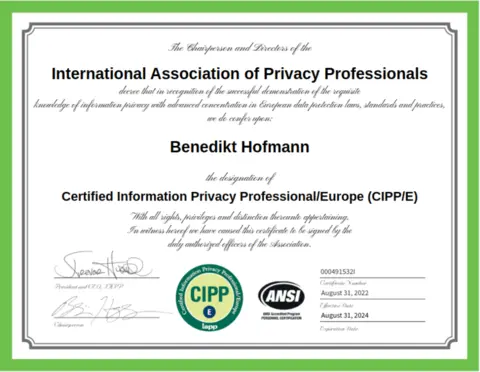 The Chairperson and Directors of the
International Association of Privacy Professionals
decree that in recognition of the successful demonstration of the requisite
knowledge of information privacy with advanced concentration in European data protection laws, standards and practices,
we do confer upon:
Benedikt Hofmann
the designation of
Certified Information Privacy Professional/Europe (CIPP/E)
With all rights, privileges and distinction thereunto appertaining.
In witness hereof we have caused this certificate to be signed by the
duly authorized officers of the Association.
President and CEO, IAPP
Chairperson
Certified Information Privacy Professional/Europe
CIPP
E
iapp
ANSI
ANSI Accredited Program
PERSONNEL CERTIFICATION
000491532I
Certificate Number
August 31, 2022
Effective Date
August 31, 2024
Expiration Date